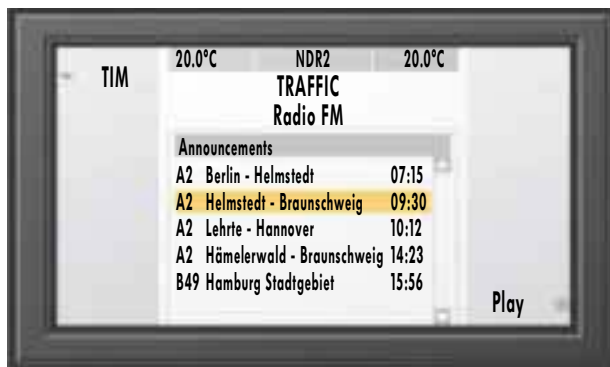 TIM
20.0°C NDR2 20.0°C
TRAFFIC
Radio FM
Announcements
A2 Berlin - Helmstedt 07:15
A2 Helmstedt - Braunschweig 09:30
A2 Lehrte - Hannover 10:12
A2 Hämelerwald - Braunschweig 14:23
B49 Hamburg Stadtgebiet 15:56
Play